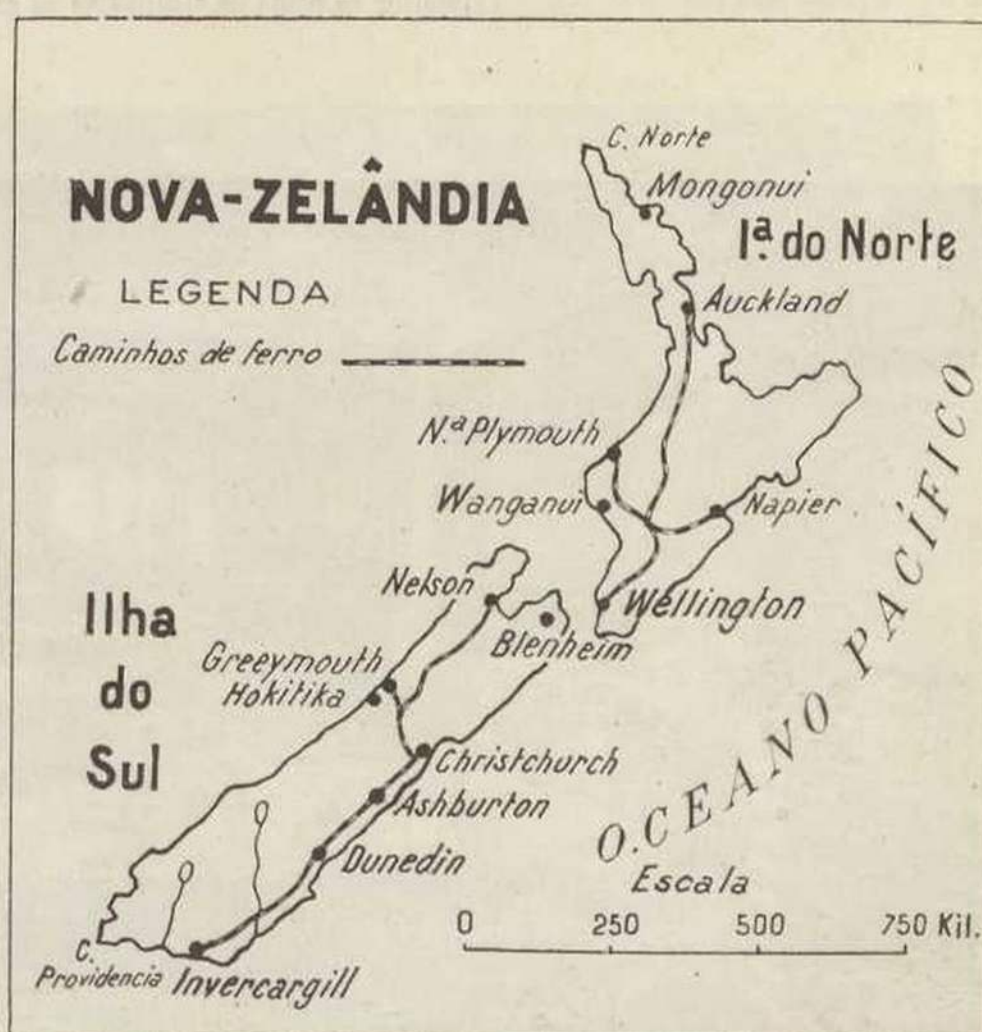 C. Norte
NOVA-ZELÂNDIA
Mongonui
Iª. do Norte
LEGENDA
Auckland
Caminhos de ferro
N.ª Plymouth
Wanganui
Napier
Nelson
Wellington
Blenheim
Ilha
do
Sul
Greeymouth
Hokitika
Christchurch
Ashburton
Dunedin
OCEANO PACÍFICO
Escala
0 250 500 750 Kil.
C.
Providencia
Invercargill